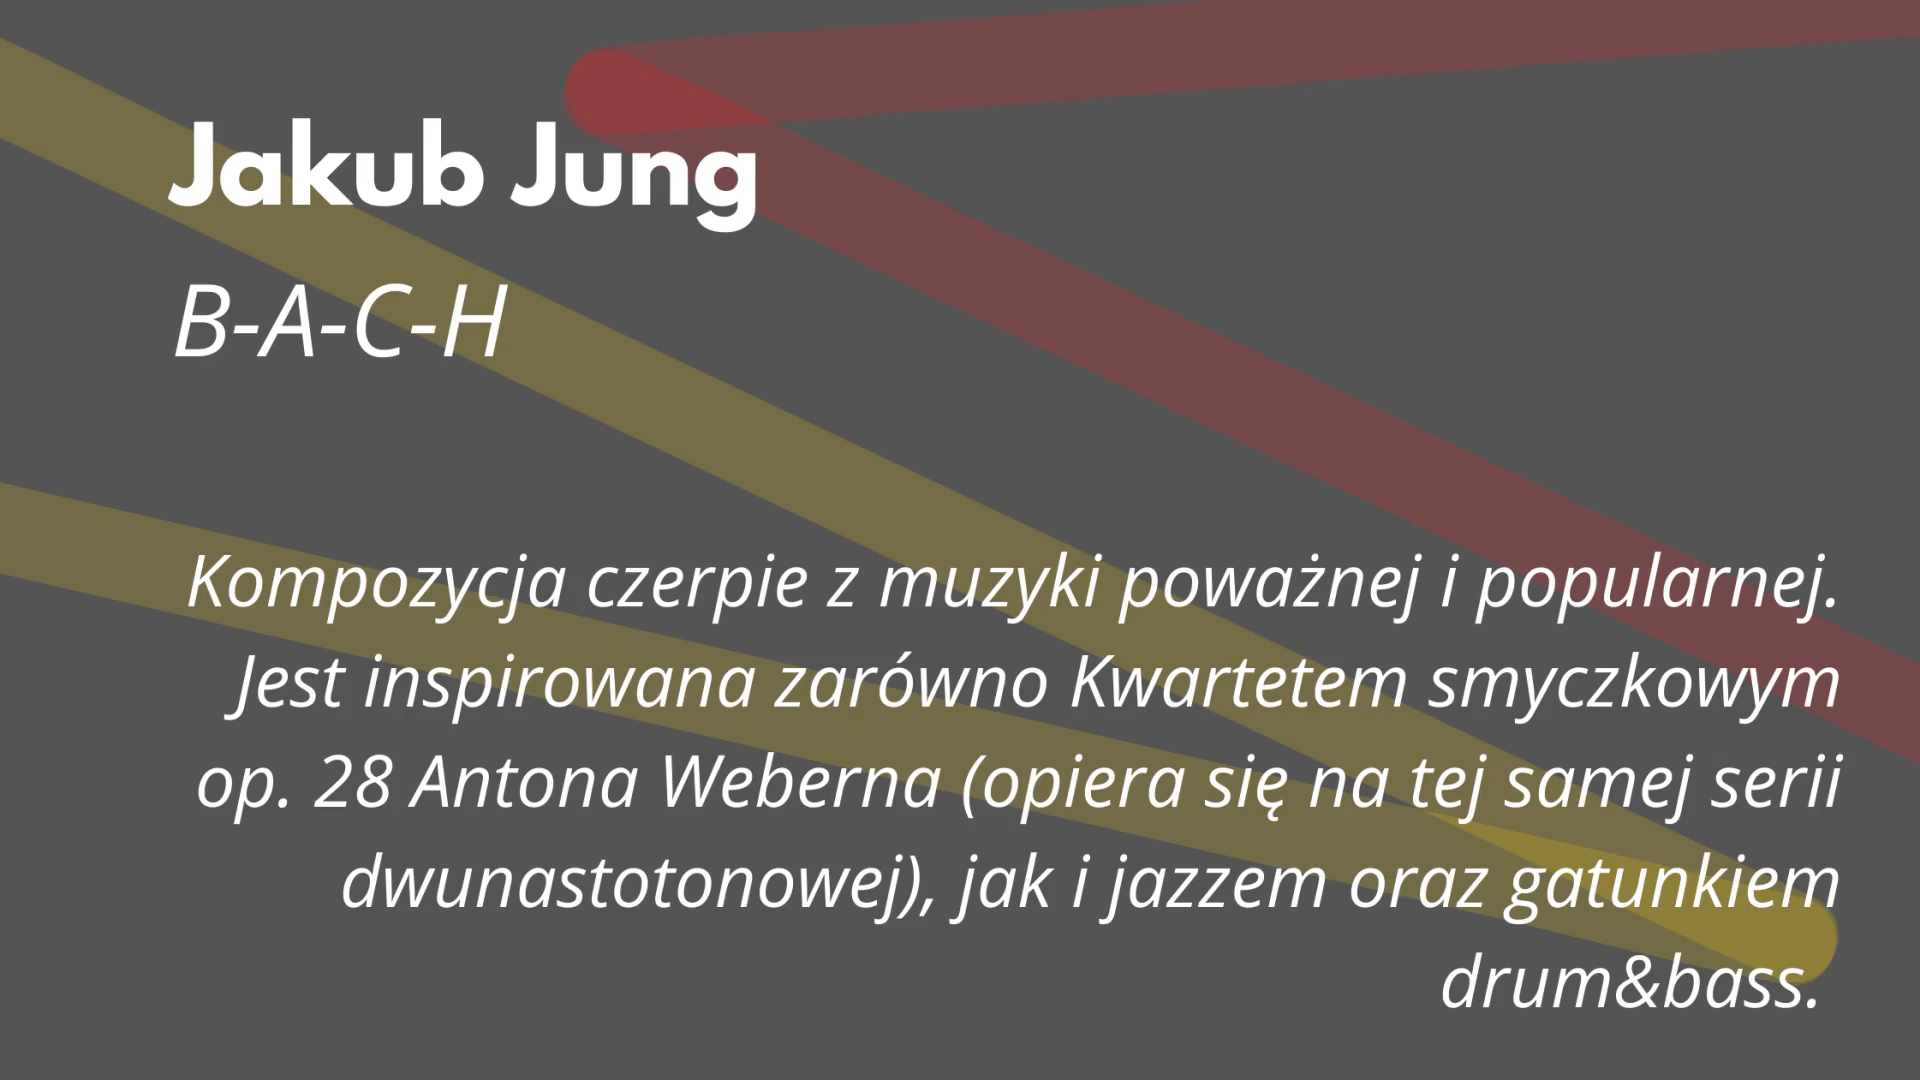 Jakub Jung
B-A-C-H
Kompozycja czerpie z muzyki poważnej i popularnej.
Jest inspirowana zarówno Kwartetem smyczkowym
op. 28 Antona Weberna (opiera się na tej samej serii
dwunastotonowej), jak i jazzem oraz gatunkiem
drum&bass.